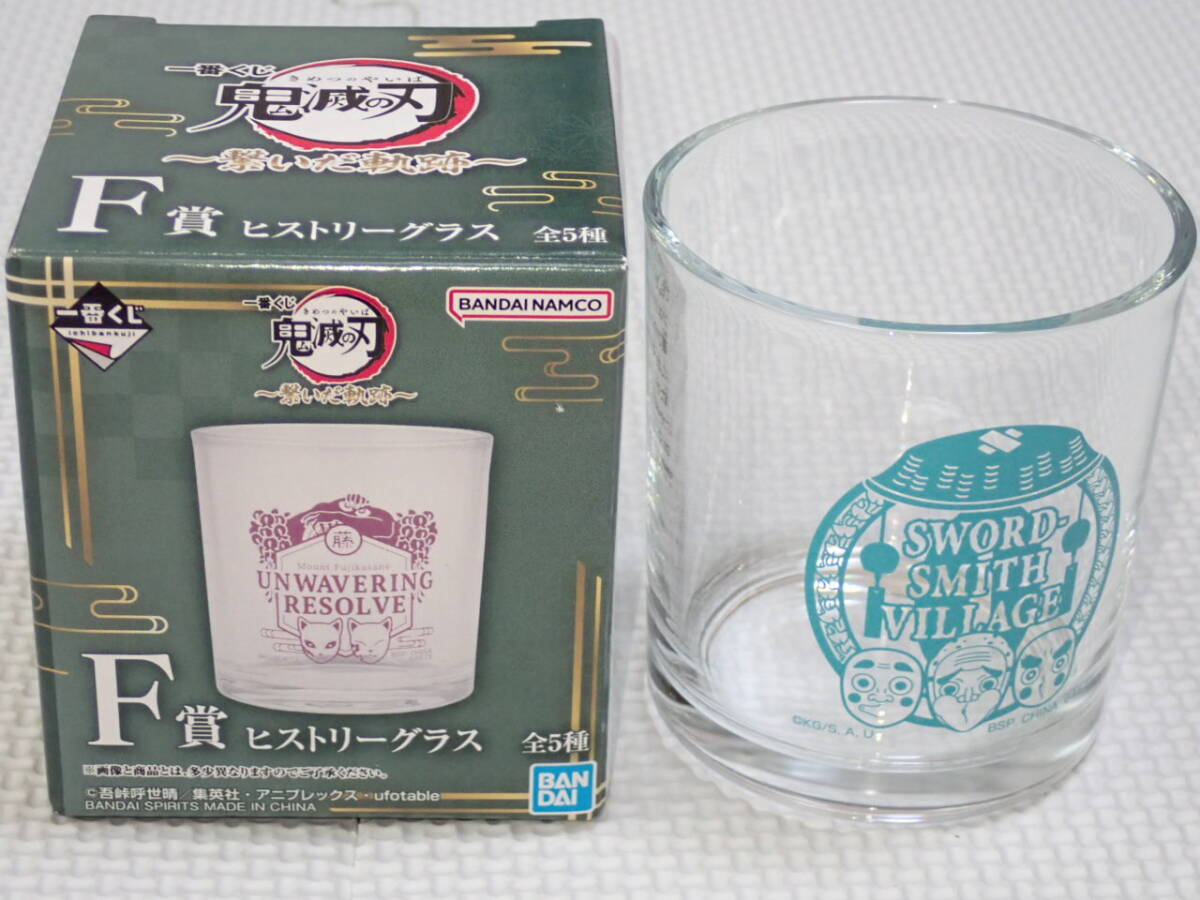 一番くじ
きめつのやいば
鬼滅の刃
～繋いだ軌跡～
F賞 ヒストリーグラス 全5種
一番くじ
ichibankuji
一番くじ
きめつのやいば
鬼滅の刃
～繋いだ軌跡～
BANDAI NAMCO
藤
Mount Fujikasane
UNWAVERING
RESOLVE
BSP, CHINA
F賞 ヒストリーグラス 全5種
※画像と商品とは、多少異なりますのでご了承ください。
©吾峠呼世晴／集英社・アニプレックス・ufotable
BANDAI SPIRITS MADE IN CHINA
BAN
DAI
SWORD-
SMITH
VILLAGE
©KG/S, A, U
BSP, CHINA